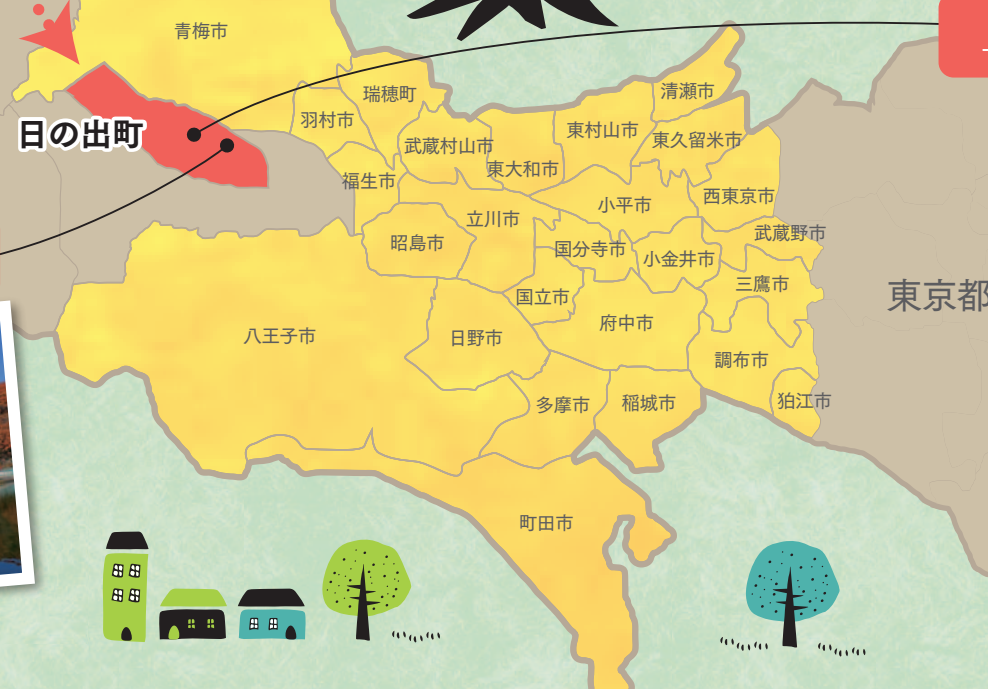 青梅市
瑞穂町
清瀬市
羽村市
東村山市
日の出町
武蔵村山市
東久留米市
東大和市
福生市
西東京市
小平市
立川市
武蔵野市
昭島市
国分寺市
小金井市
三鷹市
国立市
東京都
府中市
八王子市
日野市
調布市
多摩市
稲城市
狛江市
町田市